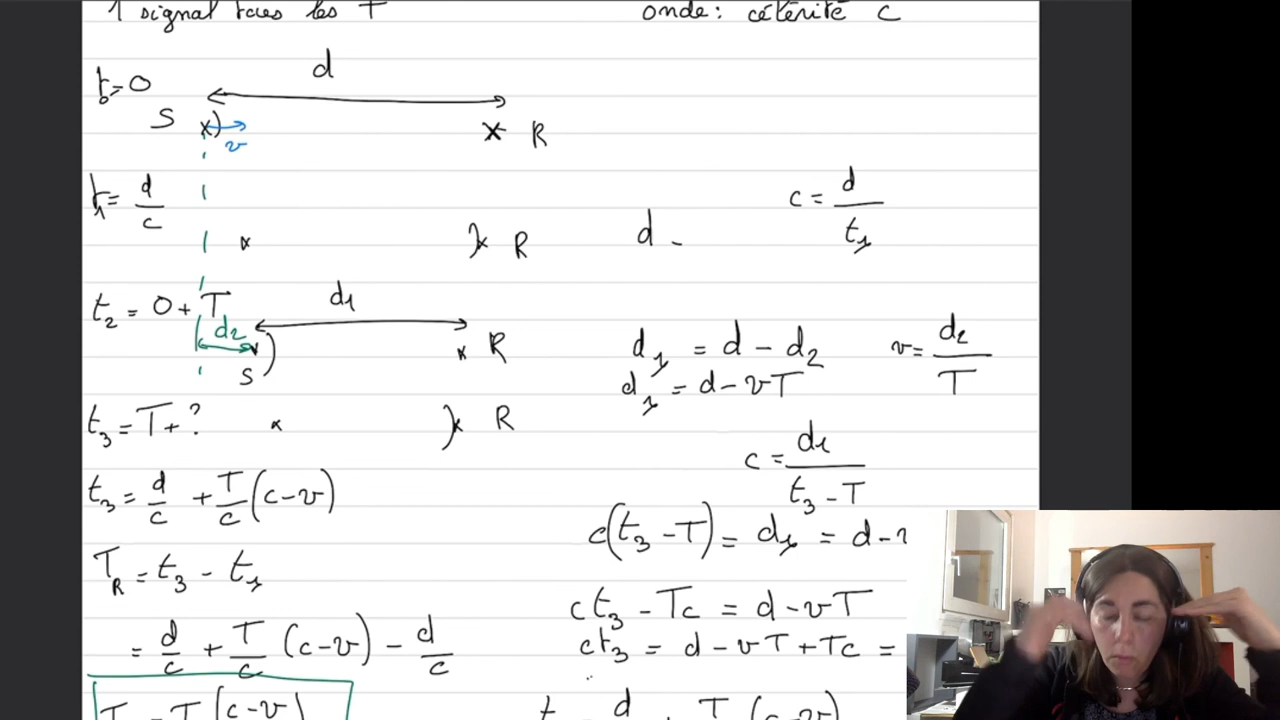 1 signal tous les T
onde: célérité c
d
t₀=0
S
v
R
t₁= d/c
R
d -
c = d/t₁
t₂ = 0 + T
d₂
d₁
S
R
d₁ = d - d₂
v = d₂/T
d₁ = d - vT
t₃ = T + ?
R
c = d₁/(t₃ - T)
t₃ = d/c + T/c (c-v)
c(t₃ - T) = d₁ = d -
T_R = t₃ - t₁
ct₃ - Tc = d - vT
= d/c + T/c (c-v) - d/c
ct₃ = d - vT + Tc =